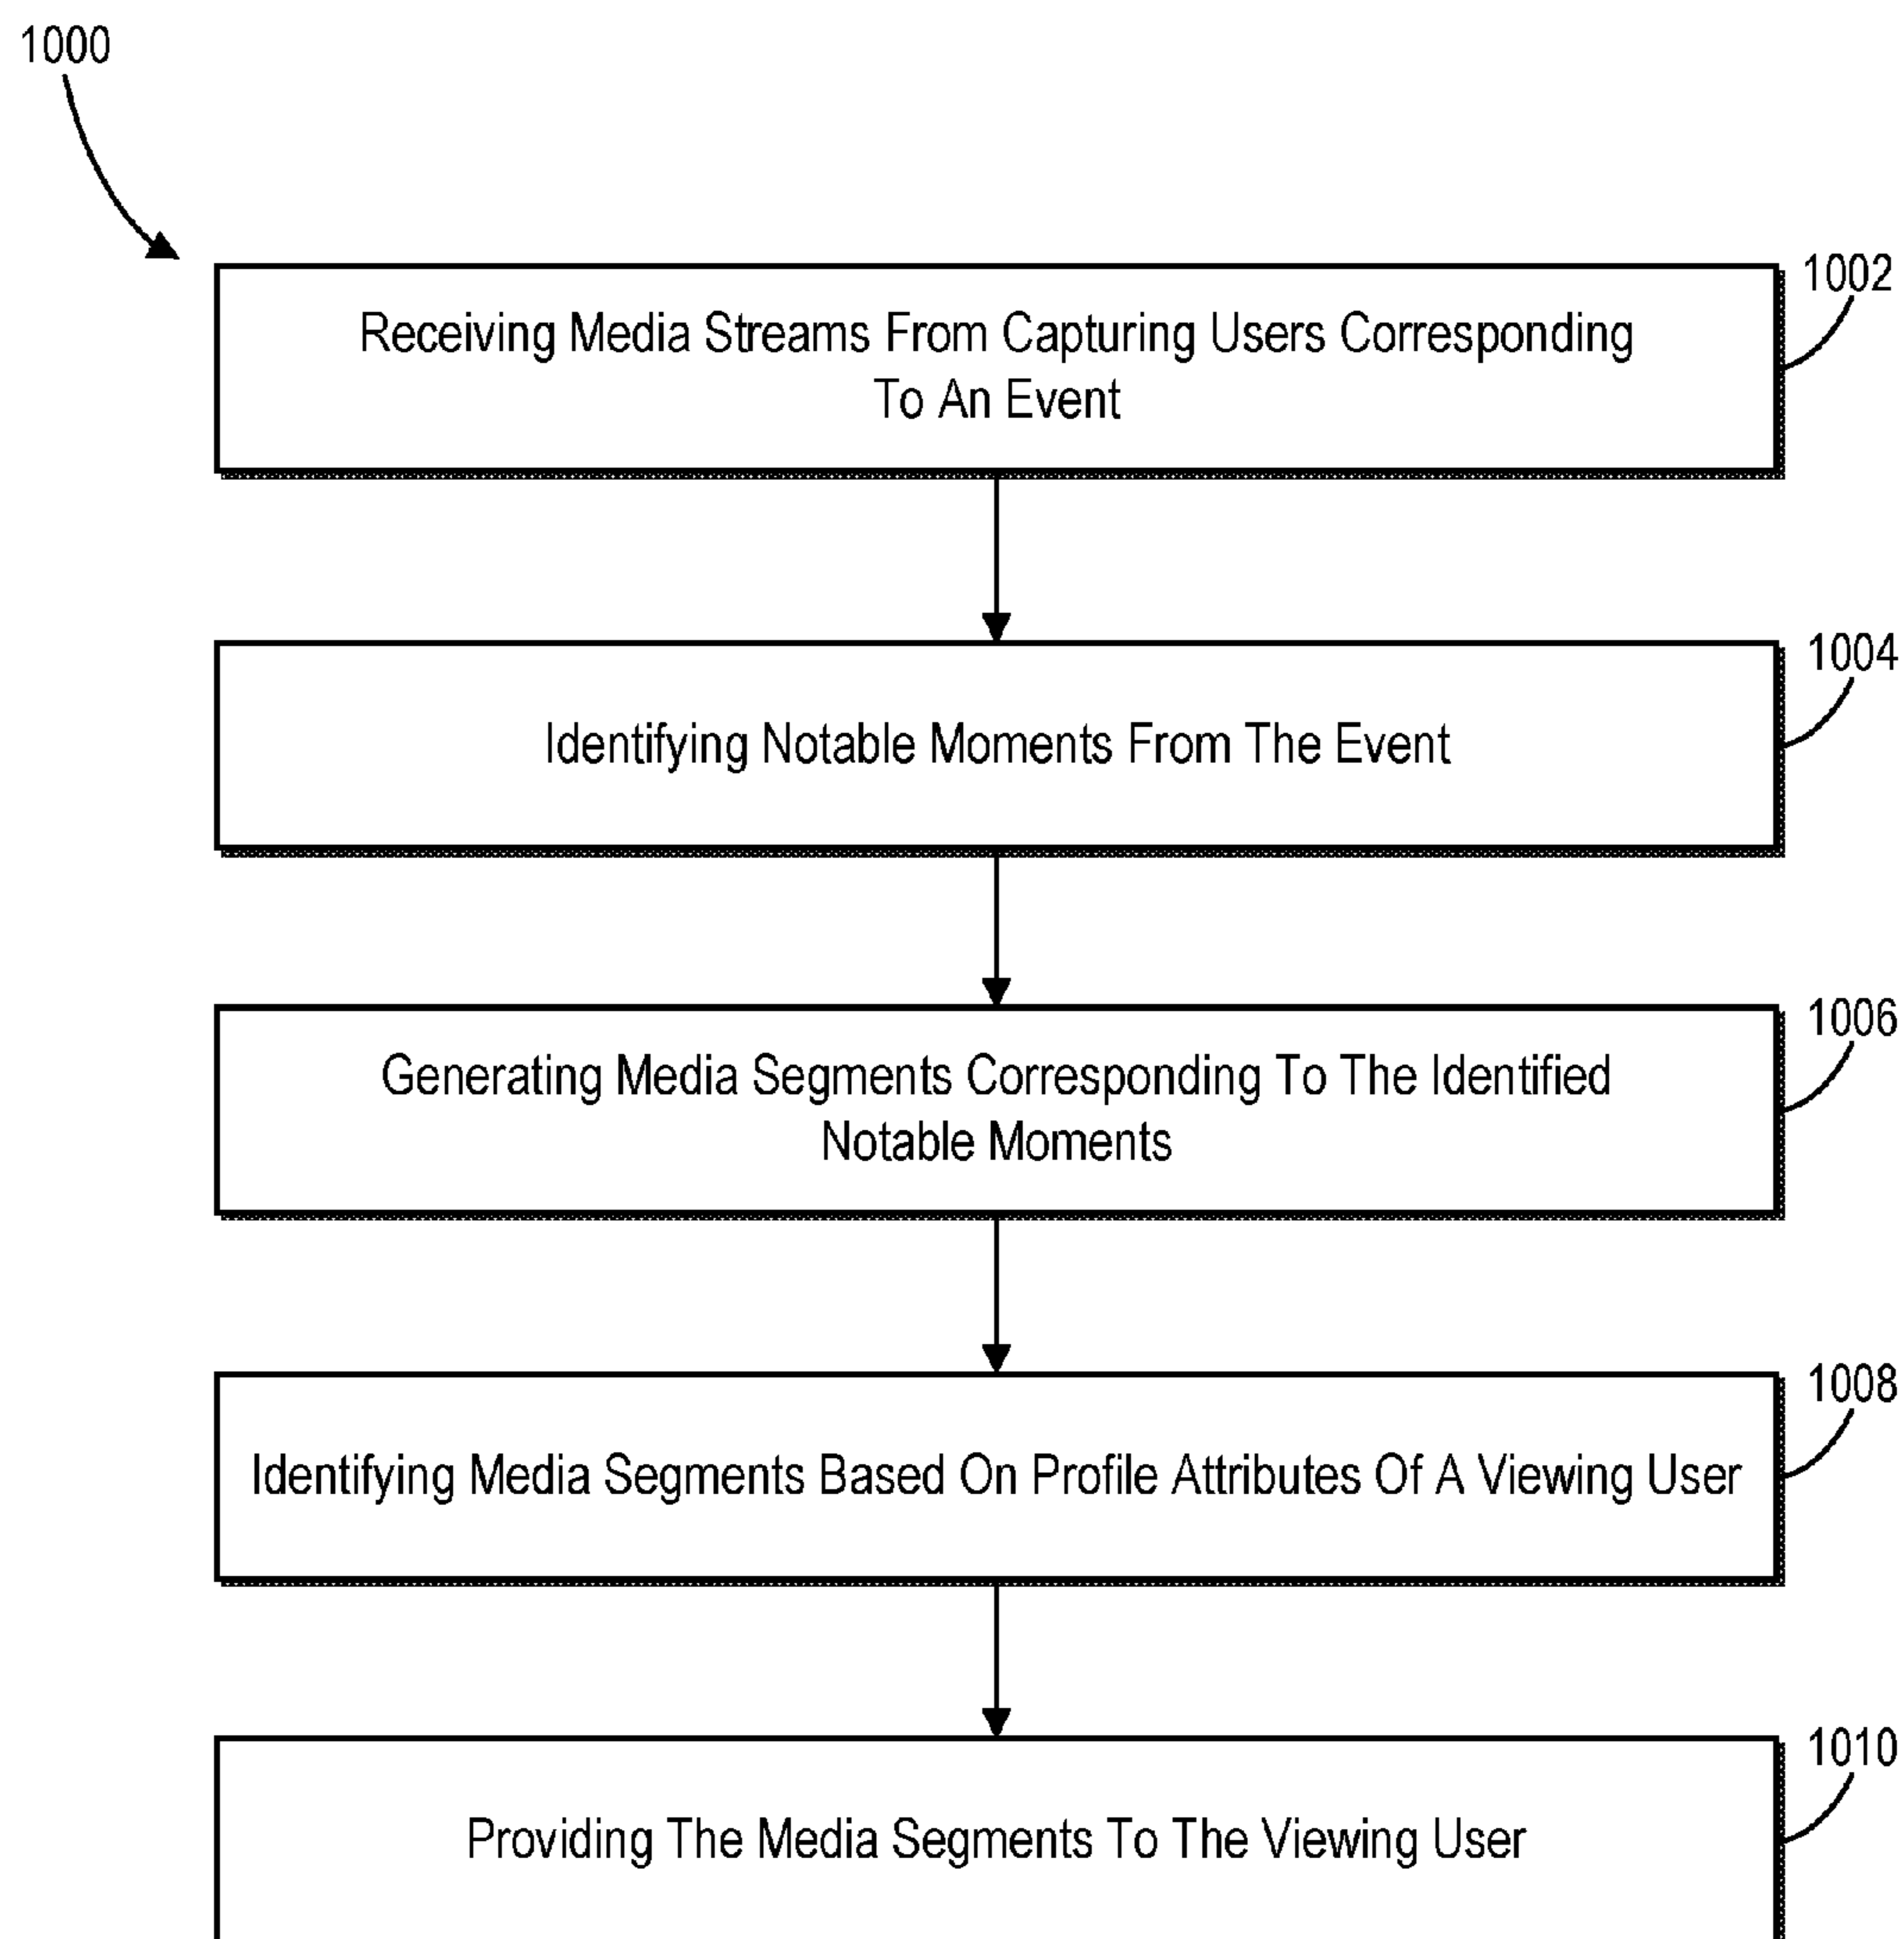 1000
1002
Receiving Media Streams From Capturing Users Corresponding
To An Event
1004
Identifying Notable Moments From The Event
1006
Generating Media Segments Corresponding To The Identified
Notable Moments
1008
Identifying Media Segments Based On Profile Attributes Of A Viewing User
1010
Providing The Media Segments To The Viewing User